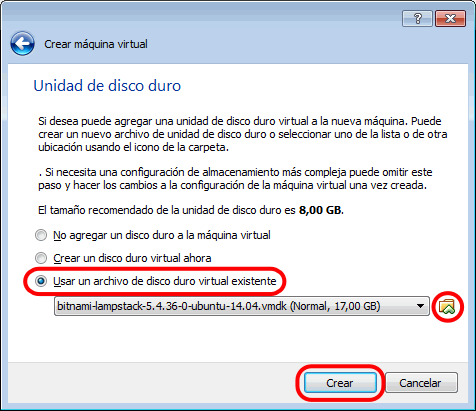 Crear máquina virtual
Unidad de disco duro
Si desea puede agregar una unidad de disco duro virtual a la nueva máquina. Puede
crear un nuevo archivo de unidad de disco duro o seleccionar uno de la lista o de otra
ubicación usando el icono de la carpeta.
. Si necesita una configuración de almacenamiento más compleja puede omitir este
paso y hacer los cambios a la configuración de la máquina virtual una vez creada.
El tamaño recomendado de la unidad de disco duro es 8,00 GB.
No agregar un disco duro a la máquina virtual
Crear un disco duro virtual ahora
Usar un archivo de disco duro virtual existente
bitnami-lampstack-5.4.36-0-ubuntu-14.04.vmdk (Normal, 17,00 GB)
Crear
Cancelar